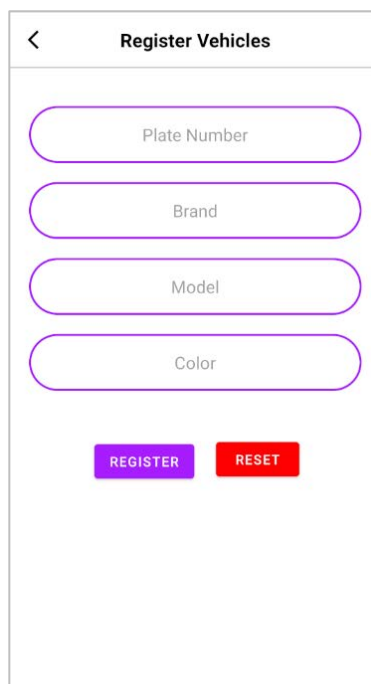 Register Vehicles
Plate Number
Brand
Model
Color
REGISTER RESET